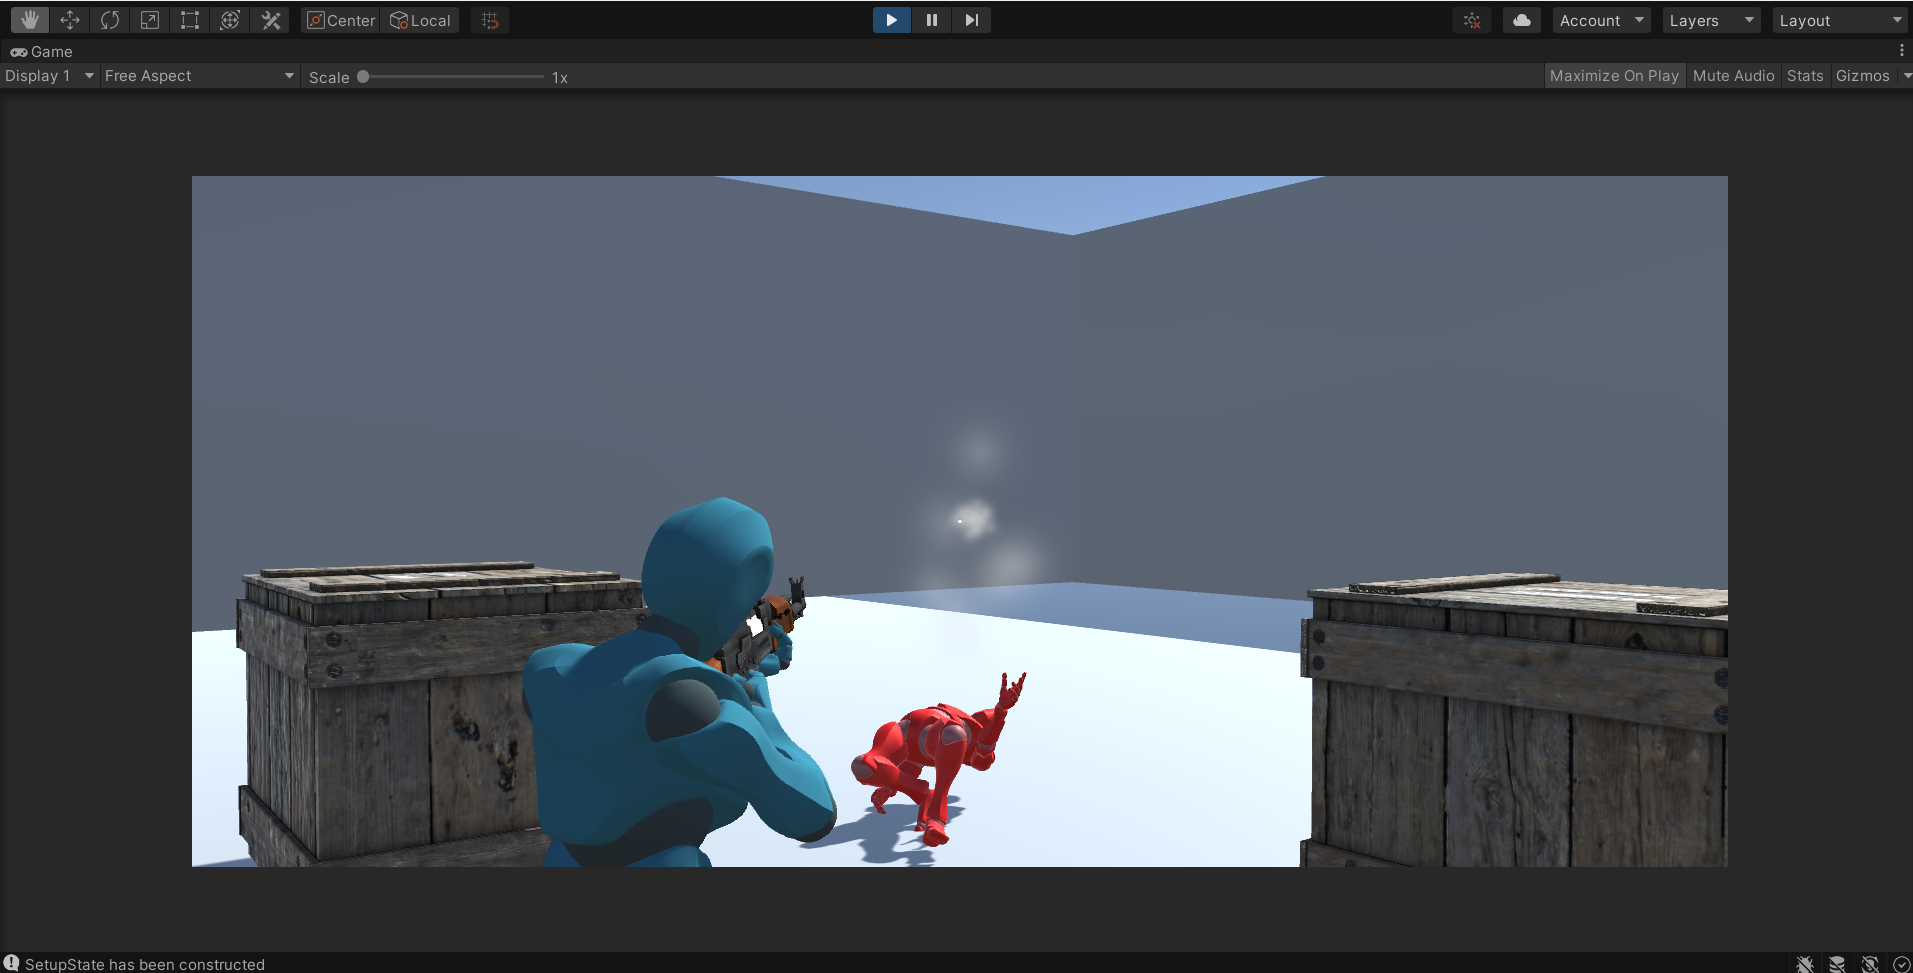 Center Local Account Layers Layout
Game
Display 1 Free Aspect Scale 1x Maximize On Play Mute Audio Stats Gizmos
SetupState has been constructed